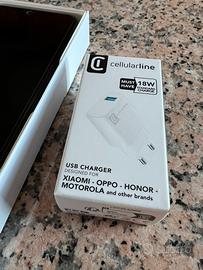 cellularline
MUST HAVE
18W
USB CHARGER
DESIGNED FOR
XIAOMI - OPPO - HONOR -
MOTOROLA and other brands